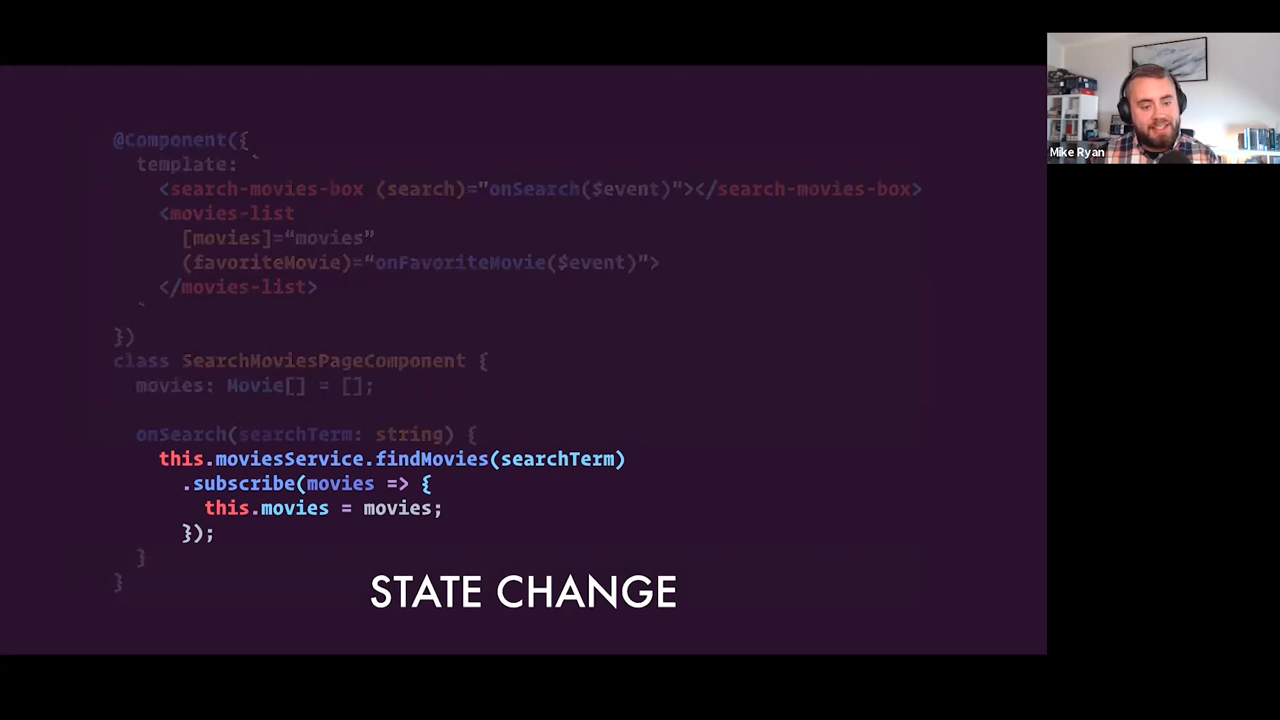 @Component({
template: `
<search-movies-box (search)="onSearch($event)"></search-movies-box>
<movies-list
[movies]=“movies”
(favoriteMovie)=“onFavoriteMovie($event)">
</movies-list>
`
})
class SearchMoviesPageComponent {
movies: Movie[] = [];
onSearch(searchTerm: string) {
this.moviesService.findMovies(searchTerm)
.subscribe(movies => {
this.movies = movies;
});
}
}
STATE CHANGE
Mike Ryan